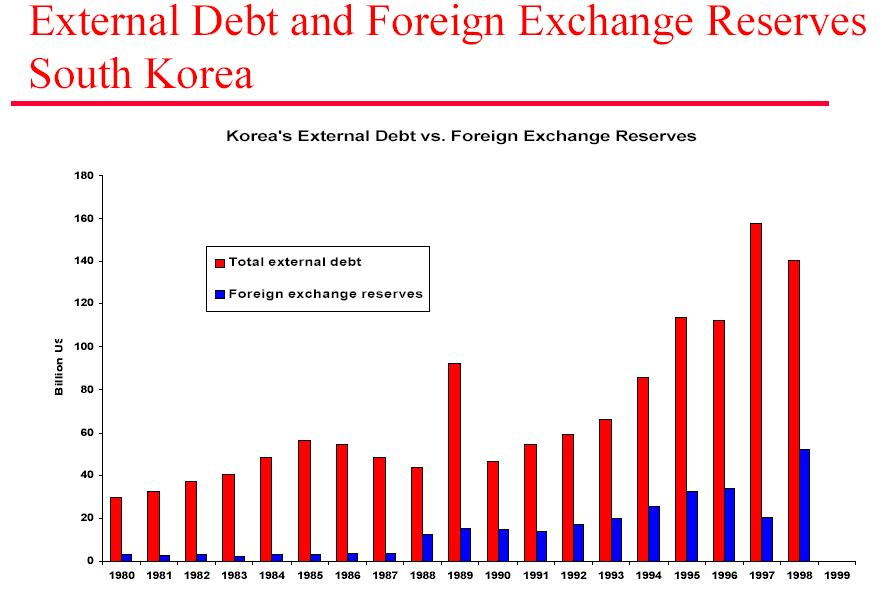 External Debt and Foreign Exchange Reserves
South Korea
Korea's External Debt vs. Foreign Exchange Reserves
180
160
140
120
100
80
60
40
20
0
Billion US
Total external debt
Foreign exchange reserves
1980 1981 1982 1983 1984 1985 1986 1987 1988 1989 1990 1991 1992 1993 1994 1995 1996 1997 1998 1999